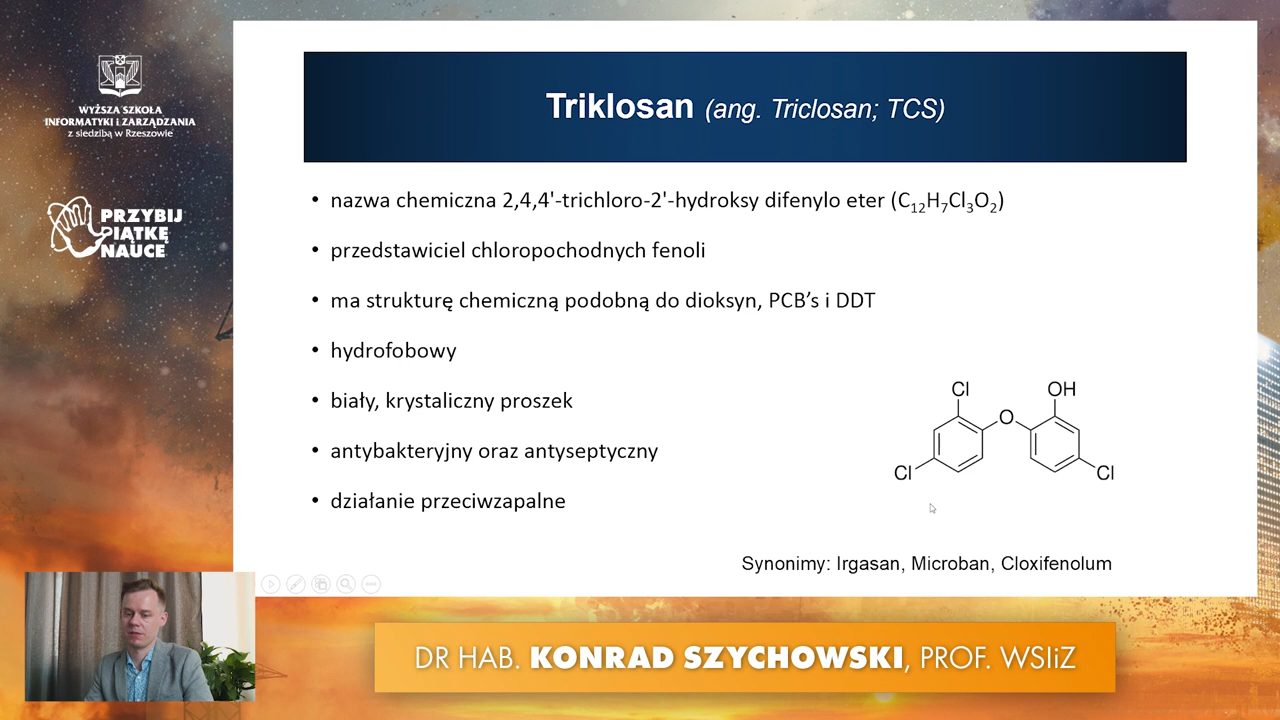 WYŻSZA SZKOŁA
INFORMATYKI i ZARZĄDZANIA
z siedzibą w Rzeszowie
PRZYBIJ
PIĄTKĘ
NAUCE
Triklosan (ang. Triclosan; TCS)
• nazwa chemiczna 2,4,4'-trichloro-2'-hydroksy difenylo eter (C₁₂H₇Cl₃O₂)
• przedstawiciel chloropochodnych fenoli
• ma strukturę chemiczną podobną do dioksyn, PCB’s i DDT
• hydrofobowy
• biały, krystaliczny proszek
• antybakteryjny oraz antyseptyczny
• działanie przeciwzapalne
Cl OH
O
Cl Cl
Synonimy: Irgasan, Microban, Cloxifenolum
DR HAB. KONRAD SZYCHOWSKI, PROF. WSIiZ